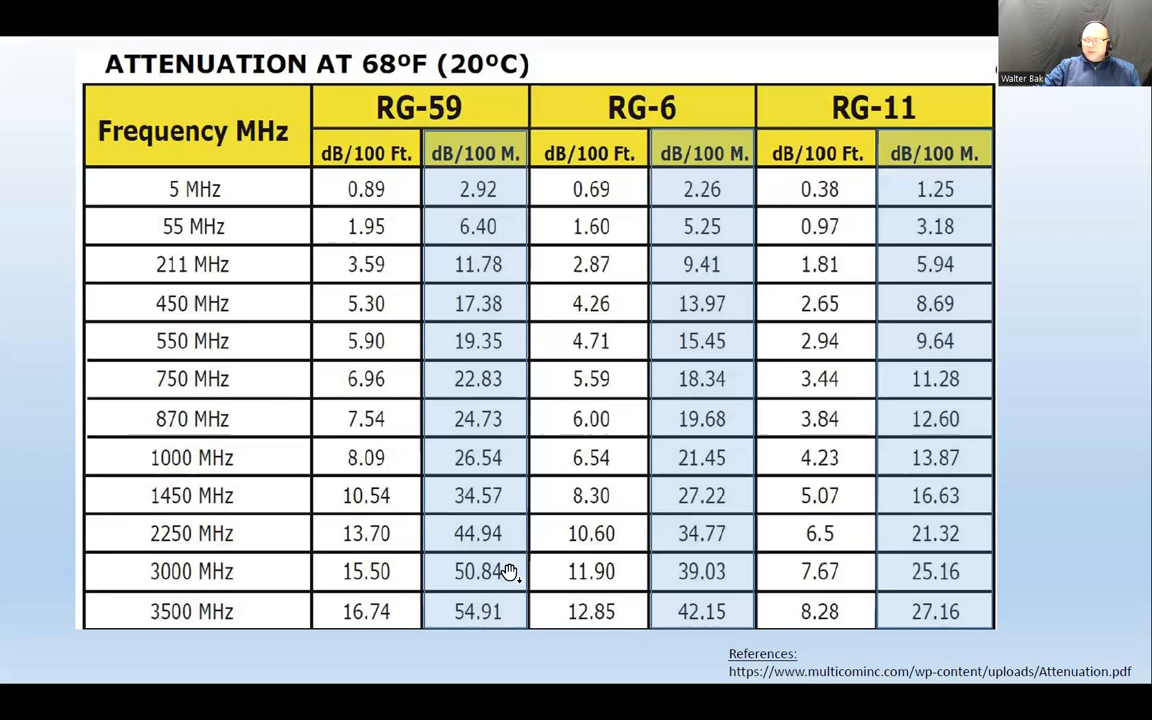 Walter Bak
ATTENUATION AT 68ºF (20ºC)
Frequency MHz RG-59 RG-6 RG-11
dB/100 Ft. dB/100 M. dB/100 Ft. dB/100 M. dB/100 Ft. dB/100 M.
5 MHz 0.89 2.92 0.69 2.26 0.38 1.25
55 MHz 1.95 6.40 1.60 5.25 0.97 3.18
211 MHz 3.59 11.78 2.87 9.41 1.81 5.94
450 MHz 5.30 17.38 4.26 13.97 2.65 8.69
550 MHz 5.90 19.35 4.71 15.45 2.94 9.64
750 MHz 6.96 22.83 5.59 18.34 3.44 11.28
870 MHz 7.54 24.73 6.00 19.68 3.84 12.60
1000 MHz 8.09 26.54 6.54 21.45 4.23 13.87
1450 MHz 10.54 34.57 8.30 27.22 5.07 16.63
2250 MHz 13.70 44.94 10.60 34.77 6.5 21.32
3000 MHz 15.50 50.84 11.90 39.03 7.67 25.16
3500 MHz 16.74 54.91 12.85 42.15 8.28 27.16
References:
https://www.multicominc.com/wp-content/uploads/Attenuation.pdf